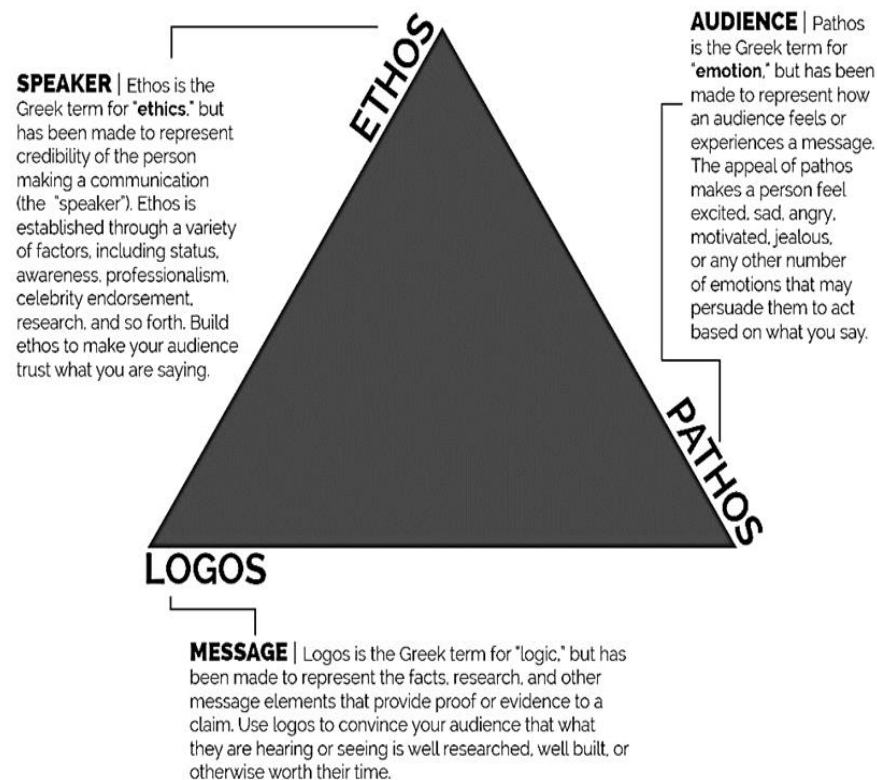 ETHOS
SPEAKER | Ethos is the
Greek term for "ethics," but
has been made to represent
credibility of the person
making a communication
(the "speaker"). Ethos is
established through a variety
of factors, including status,
awareness, professionalism,
celebrity endorsement,
research, and so forth. Build
ethos to make your audience
trust what you are saying.
AUDIENCE | Pathos
is the Greek term for
"emotion," but has been
made to represent how
an audience feels or
experiences a message.
The appeal of pathos
makes a person feel
excited, sad, angry,
motivated, jealous,
or any other number
of emotions that may
persuade them to act
based on what you say.
PATHOS
LOGOS
MESSAGE | Logos is the Greek term for "logic," but has
been made to represent the facts, research, and other
message elements that provide proof or evidence to a
claim. Use logos to convince your audience that what
they are hearing or seeing is well researched, well built, or
otherwise worth their time.